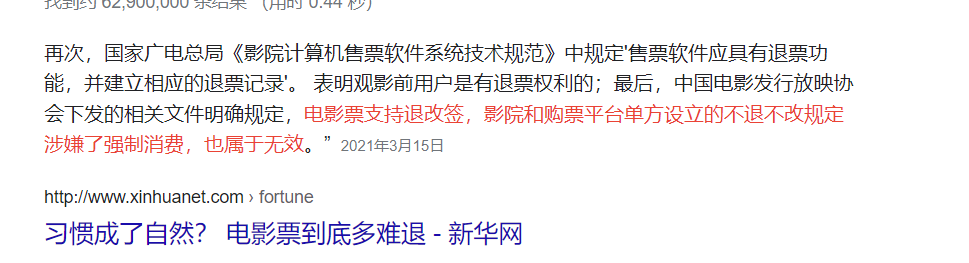 找到约 62,900,000 条结果 （用时 0.44 秒）
再次，国家广电总局《影院计算机售票软件系统技术规范》中规定'售票软件应具有退票功
能，并建立相应的退票记录'。 表明观影前用户是有退票权利的；最后，中国电影发行放映协
会下发的相关文件明确规定，电影票支持退改签，影院和购票平台单方设立的不退不改规定
涉嫌了强制消费，也属于无效。” 2021年3月15日
http://www.xinhuanet.com › fortune
习惯成了自然？ 电影票到底多难退 - 新华网